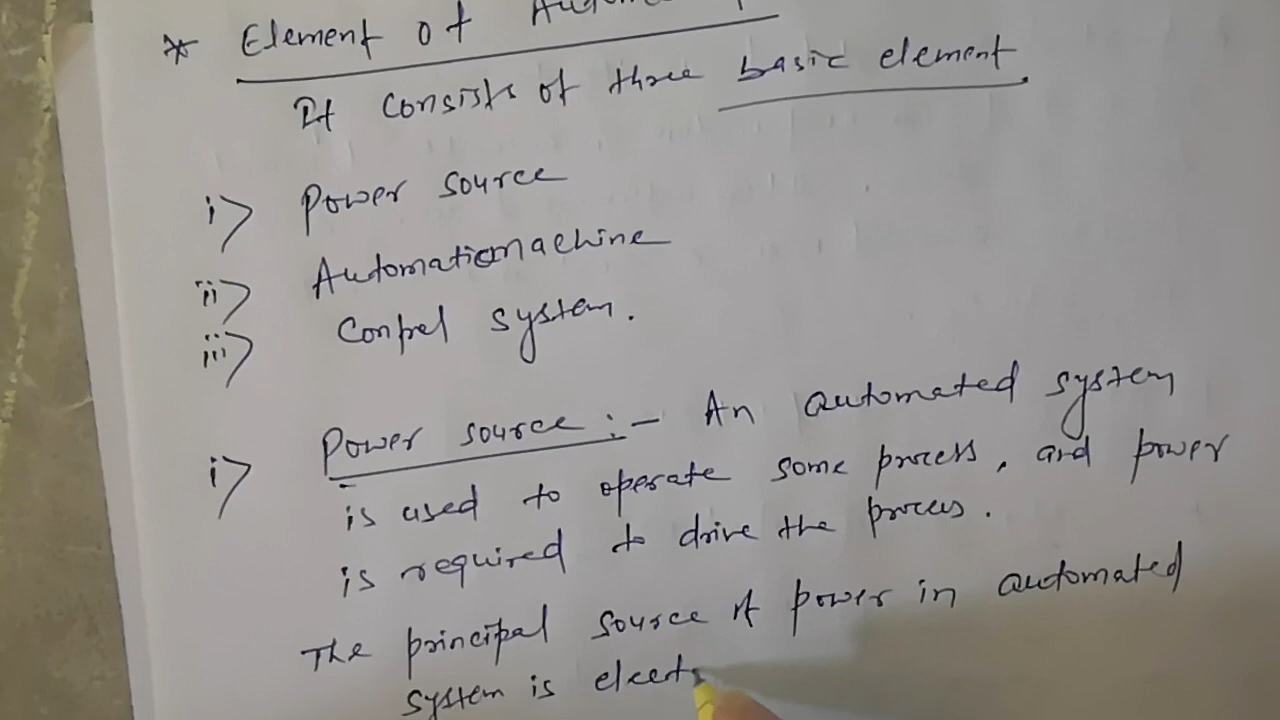 * Element of
It consists of three basic element.
i> Power source
ii> Automationmachine
iii> Control system.
i> Power source :- An automated system
is used to operate some process, and power
is required to drive the process.
The principal source of power in automated
system is elect